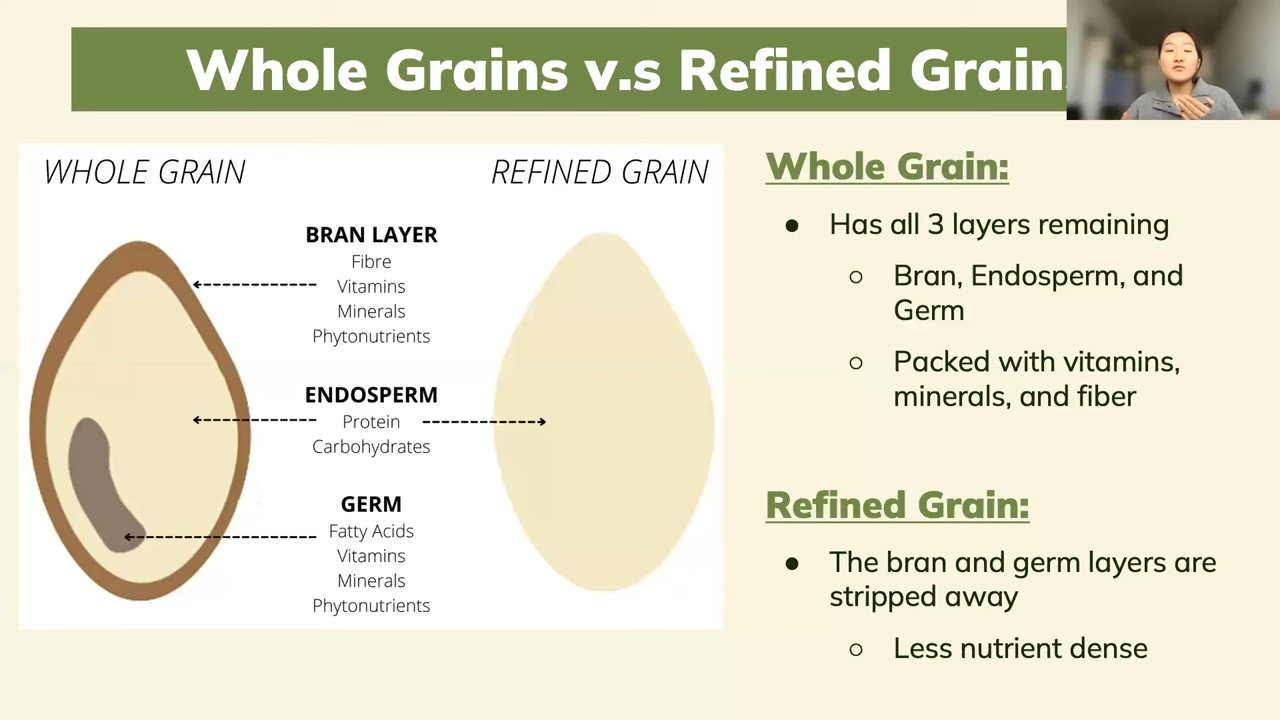 Whole Grains v.s Refined Grain
WHOLE GRAIN
REFINED GRAIN
BRAN LAYER
Fibre
Vitamins
Minerals
Phytonutrients
ENDOSPERM
Protein
Carbohydrates
GERM
Fatty Acids
Vitamins
Minerals
Phytonutrients
Whole Grain:
● Has all 3 layers remaining
○ Bran, Endosperm, and
Germ
○ Packed with vitamins,
minerals, and fiber
Refined Grain:
● The bran and germ layers are
stripped away
○ Less nutrient dense